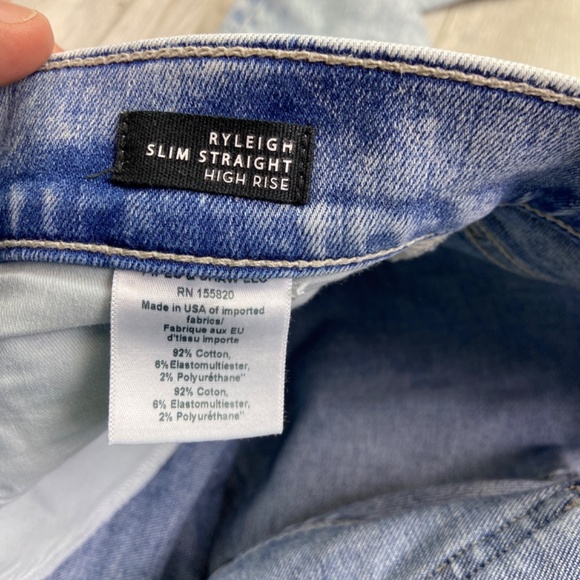 RYLEIGH
SLIM STRAIGHT
HIGH RISE
RN 155820
Made in USA of imported
fabrics/
Fabrique aux EU
d'tissu importe
92% Cotton,
6%Elastomultiester,
2% Polyuréthane"
92% Coton,
6% Elastomultiester,
2% Polyuréthane"